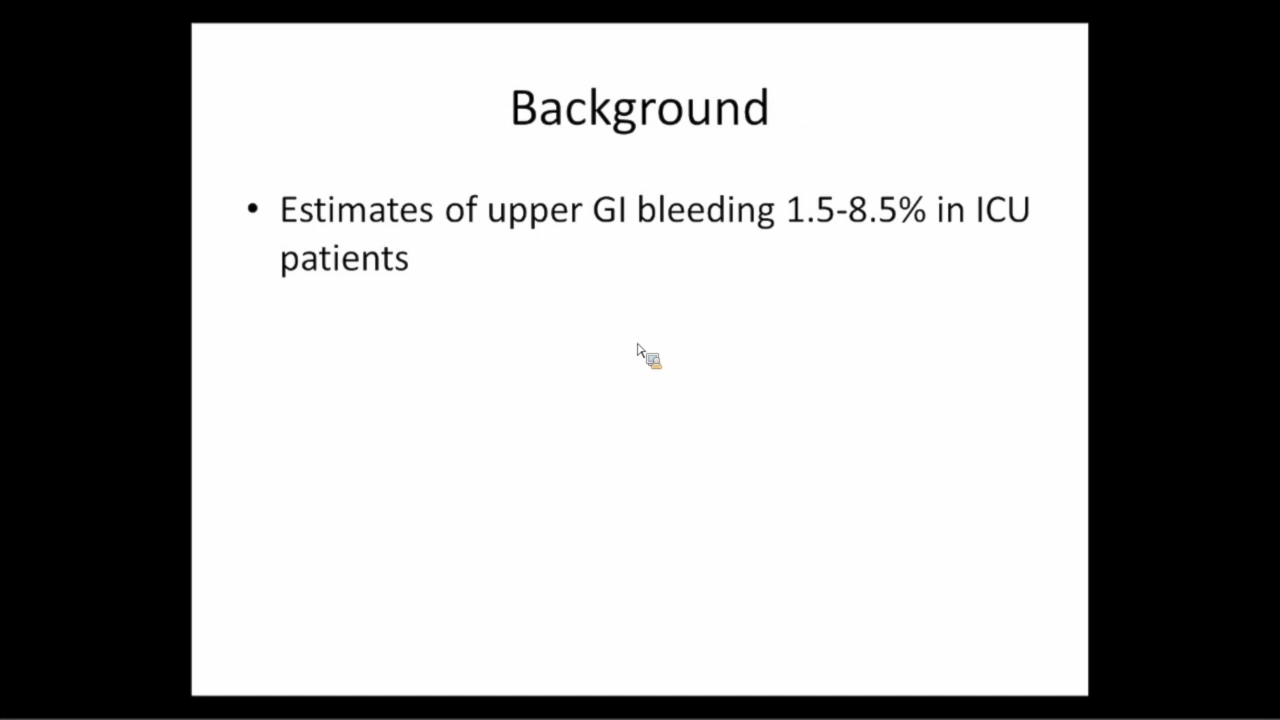 Background
• Estimates of upper GI bleeding 1.5-8.5% in ICU
patients